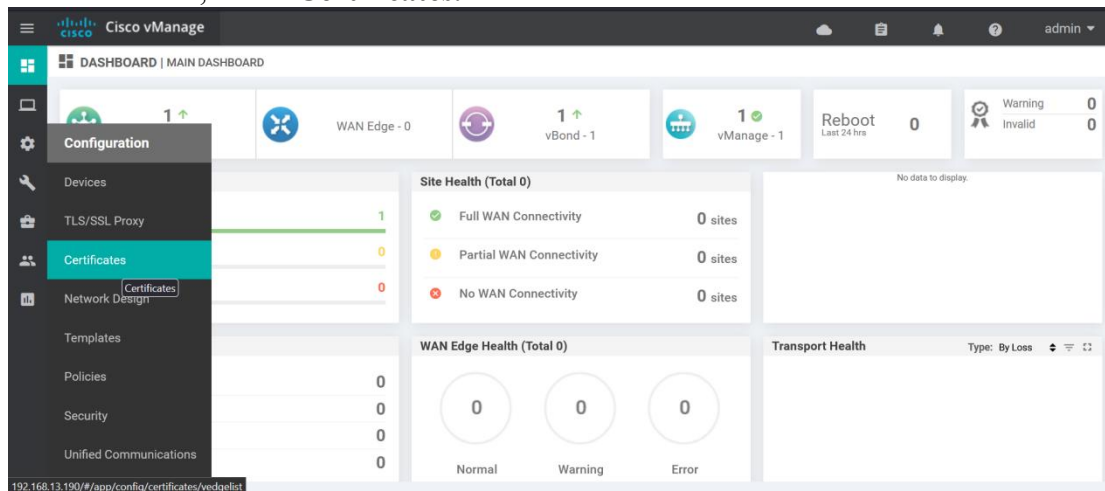 Certificates.
CISCO Cisco vManage
admin
DASHBOARD | MAIN DASHBOARD
1
WAN Edge - 0
1
vBond - 1
1
vManage - 1
Reboot
Last 24 hrs
0
Warning 0
Invalid 0
Configuration
Devices
TLS/SSL Proxy
Certificates
Certificates
Network Design
Templates
Policies
Security
Unified Communications
1
0
0
Site Health (Total 0)
Full WAN Connectivity 0 sites
Partial WAN Connectivity 0 sites
No WAN Connectivity 0 sites
No data to display.
0
0
0
0
WAN Edge Health (Total 0)
0 0 0
Normal Warning Error
Transport Health Type: By Loss
192.168.13.190/#/app/config/certificates/vedgelist